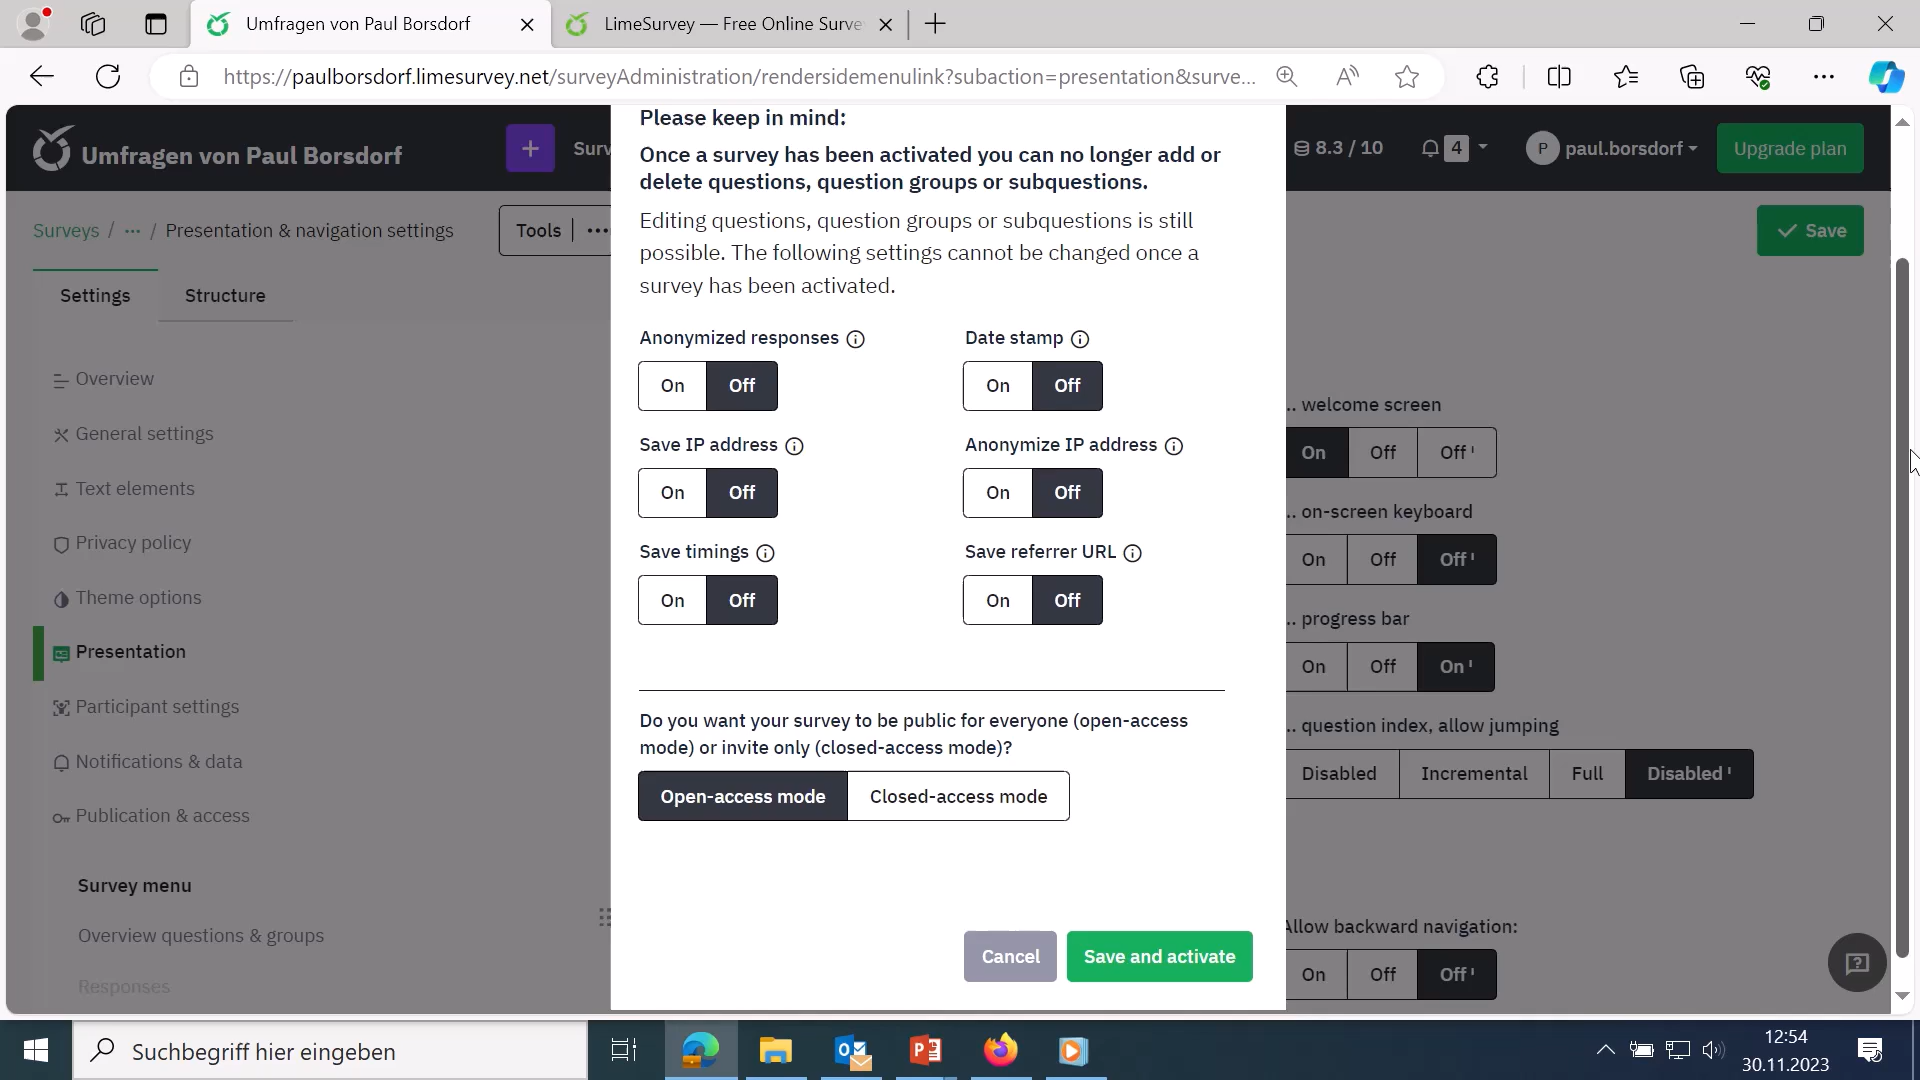 Umfragen von Paul Borsdorf
LimeSurvey — Free Online Surve
https://paulborsdorf.limesurvey.net/surveyAdministration/rendersidemenulink?subaction=presentation&surve...
Umfragen von Paul Borsdorf
+
Surv
8.3 / 10
4
P
paul.borsdorf
Upgrade plan
Surveys / ... / Presentation & navigation settings
Tools
Save
Settings
Structure
Overview
General settings
Text elements
Privacy policy
Theme options
Presentation
Participant settings
Notifications & data
Publication & access
Survey menu
Overview questions & groups
Responses
Please keep in mind:
Once a survey has been activated you can no longer add or
delete questions, question groups or subquestions.
Editing questions, question groups or subquestions is still
possible. The following settings cannot be changed once a
survey has been activated.
Anonymized responses
On Off
Date stamp
On Off
Save IP address
On Off
Anonymize IP address
On Off
Save timings
On Off
Save referrer URL
On Off
Do you want your survey to be public for everyone (open-access
mode) or invite only (closed-access mode)?
Open-access mode Closed-access mode
Cancel
Save and activate
.. welcome screen
On Off Off ᴵ
.. on-screen keyboard
On Off Off ᴵ
.. progress bar
On Off On ᴵ
.. question index, allow jumping
Disabled Incremental Full Disabled ᴵ
Allow backward navigation:
On Off Off ᴵ
Suchbegriff hier eingeben
12:54
30.11.2023